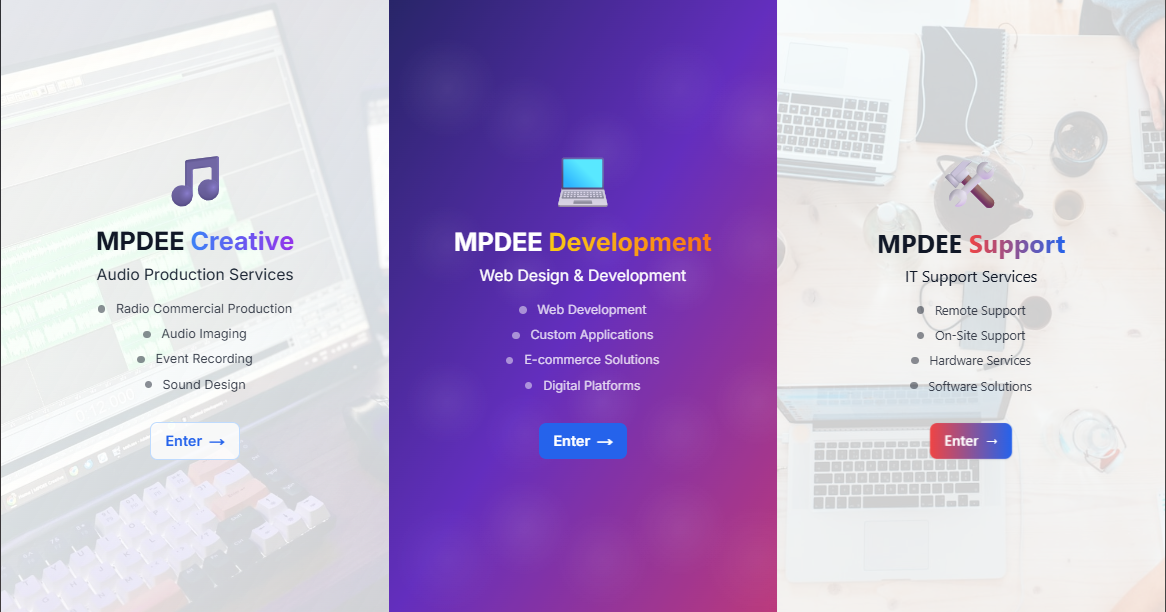 MPDEE Creative
Audio Production Services
Radio Commercial Production
Audio Imaging
Event Recording
Sound Design
Enter →
MPDEE Development
Web Design & Development
Web Development
Custom Applications
E-commerce Solutions
Digital Platforms
Enter →
MPDEE Support
IT Support Services
Remote Support
On-Site Support
Hardware Services
Software Solutions
Enter →